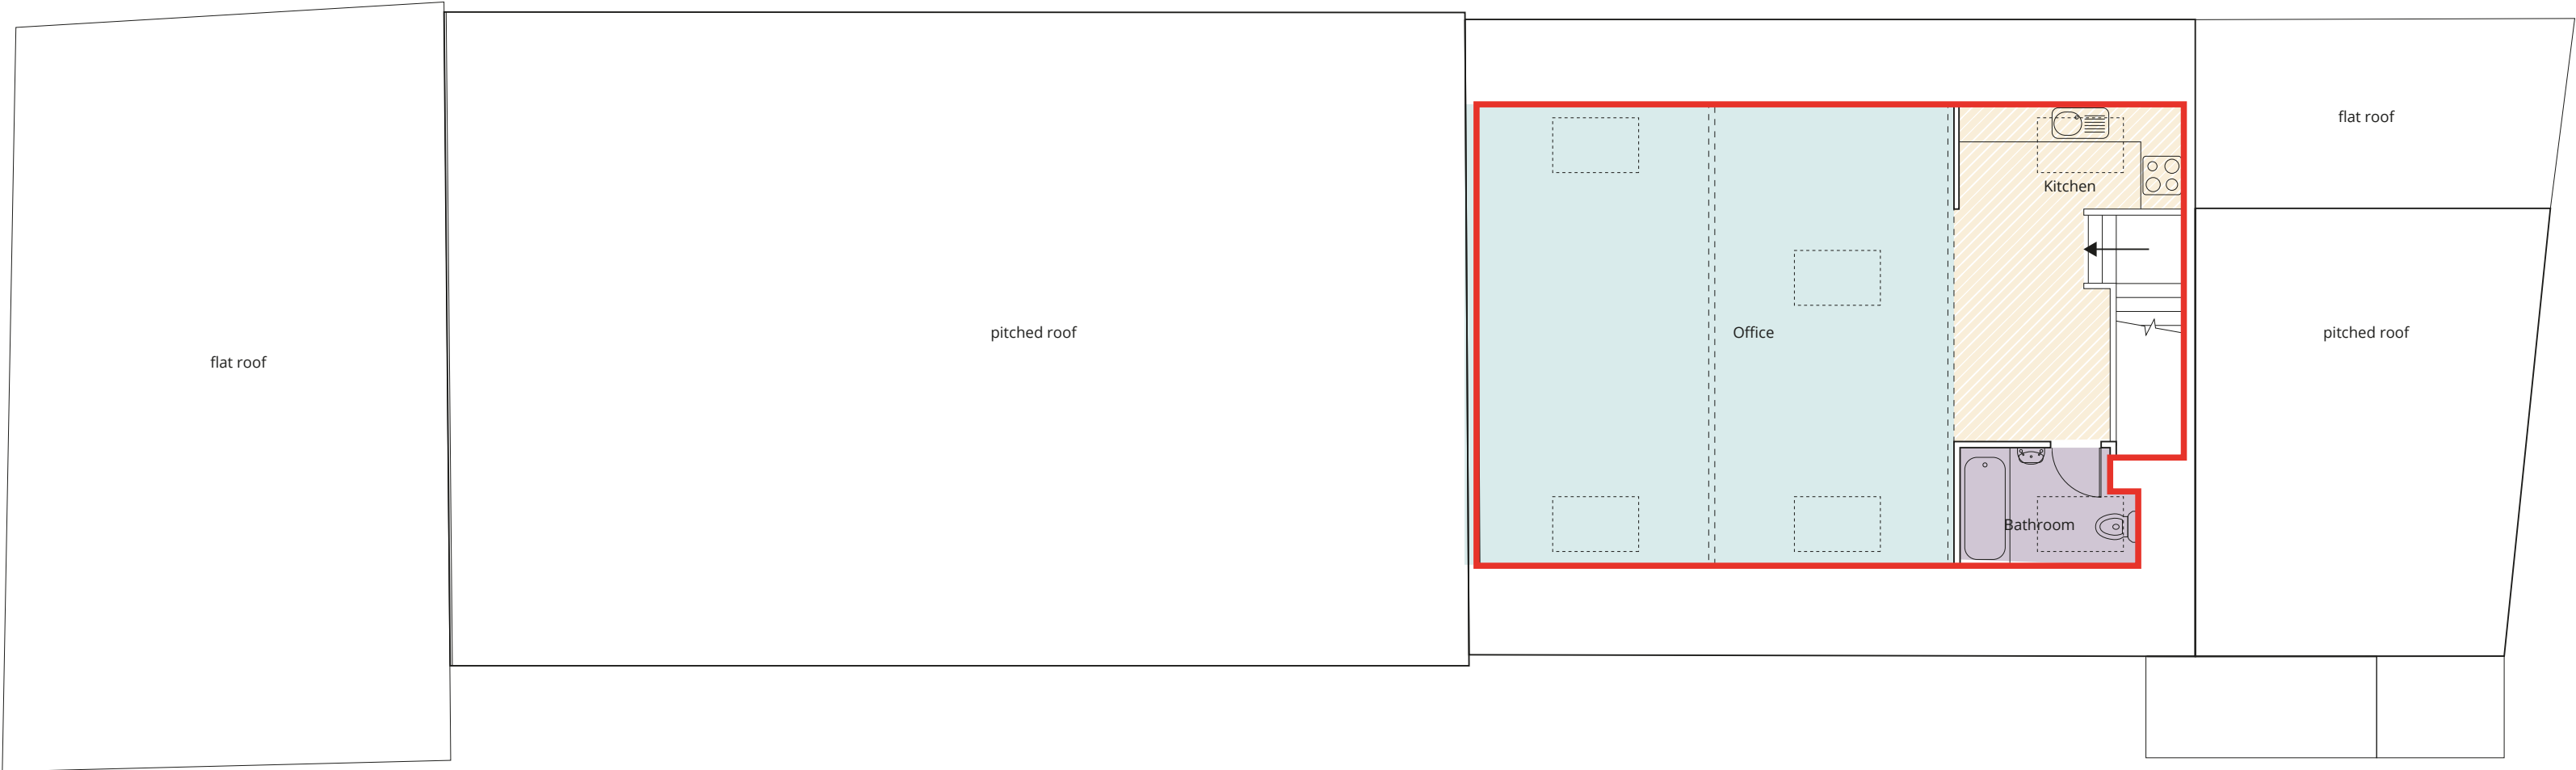 flat roof
Kitchen
pitched roof
Office
pitched roof
flat roof
Bathroom